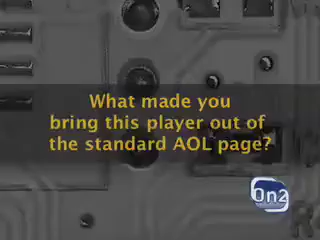 What made you
bring this player out of
the standard AOL page?
On2